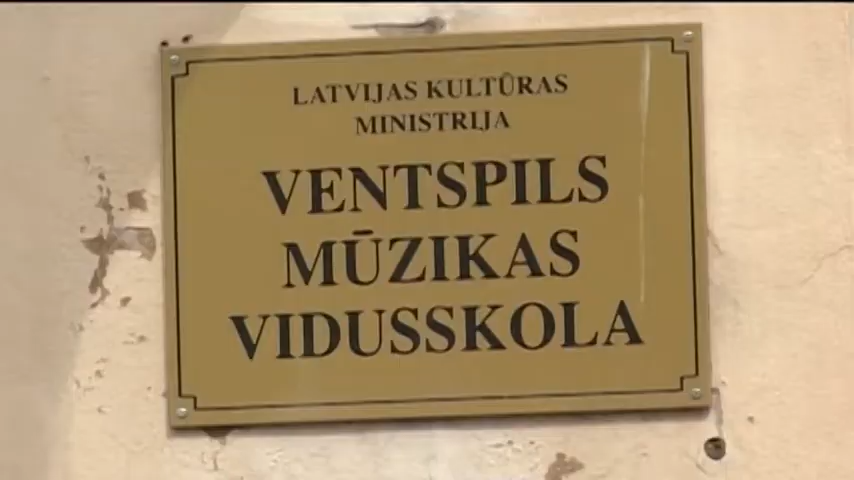 LATVIJAS KULTŪRAS
MINISTRIJA
VENTSPILS
MŪZIKAS
VIDUSSKOLA